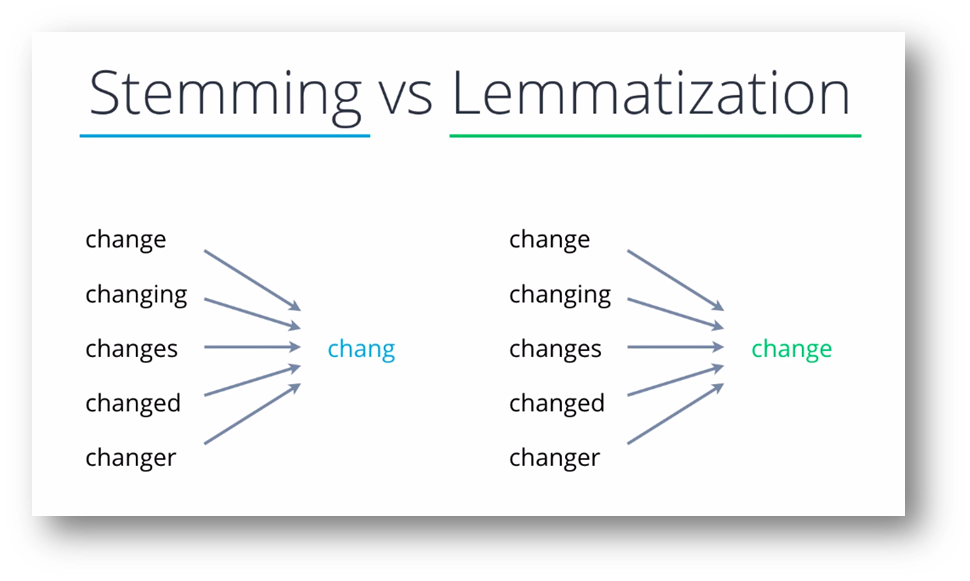 Stemming vs Lemmatization
change
changing
changes
changed
changer
chang
change
changing
changes
changed
changer
change